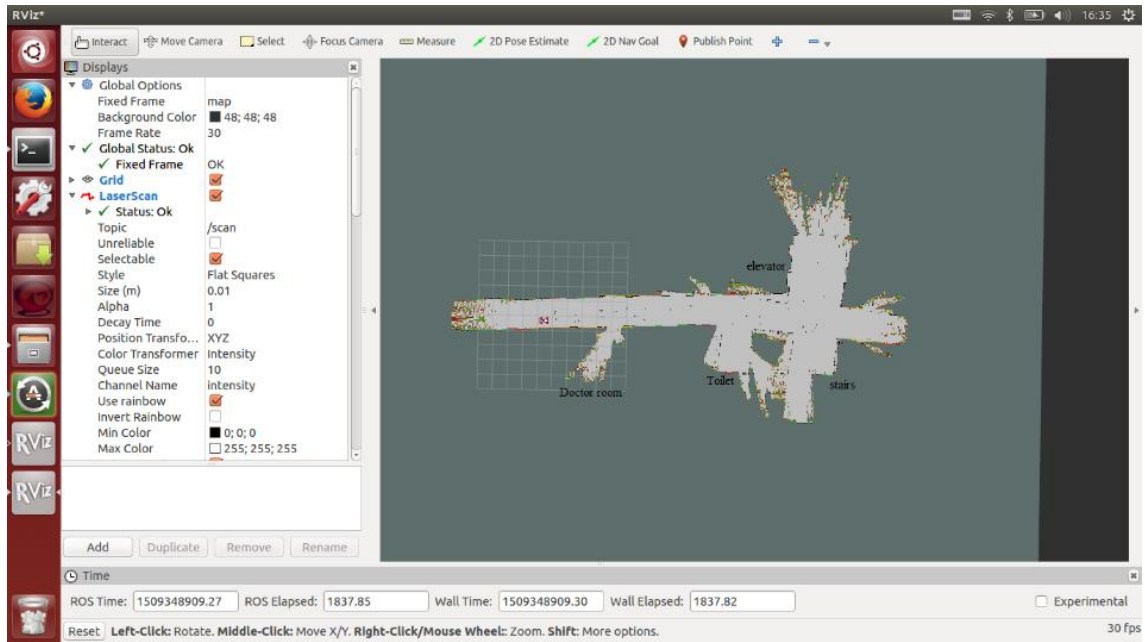 RViz*
16:35
Interact Move Camera Select Focus Camera Measure 2D Pose Estimate 2D Nav Goal Publish Point
Displays
Global Options
Fixed Frame map
Background Color 48; 48; 48
Frame Rate 30
Global Status: Ok
Fixed Frame OK
Grid
LaserScan
Status: Ok
Topic /scan
Unreliable
Selectable
Style Flat Squares
Size (m) 0.01
Alpha 1
Decay Time 0
Position Transfo... XYZ
Color Transformer Intensity
Queue Size 10
Channel Name intensity
Use rainbow
Invert Rainbow
Min Color 0; 0; 0
Max Color 255; 255; 255
elevator
Doctor room
Toilet
stairs
RViz
RViz
Add Duplicate Remove Rename
Time
ROS Time: 1509348909.27 ROS Elapsed: 1837.85 Wall Time: 1509348909.30 Wall Elapsed: 1837.82 Experimental
Reset Left-Click: Rotate. Middle-Click: Move X/Y. Right-Click/Mouse Wheel:: Zoom. Shift: More options. 30 fps